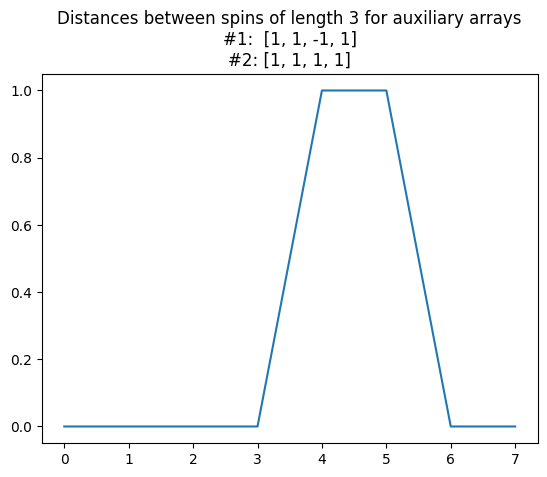 Distances between spins of length 3 for auxiliary arrays
#1:  [1, 1, -1, 1]
#2: [1, 1, 1, 1]
1.0
0.8
0.6
0.4
0.2
0.0
0 1 2 3 4 5 6 7